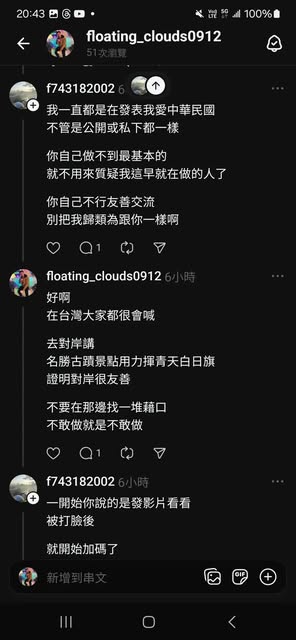 20:43
100%
floating_clouds0912
51次瀏覽
f743182002 6
我一直都是在發表我愛中華民國
不管是公開或私下都一樣
你自己做不到最基本的
就不用來質疑我這早就在做的人了
你自己不行友善交流
別把我歸類為跟你一樣啊
1
floating_clouds0912 6小時
好啊
在台灣大家都很會喊
去對岸講
名勝古蹟景點用力揮青天白日旗
證明對岸很友善
不要在那邊找一堆藉口
不敢做就是不敢做
1
f743182002 6小時
一開始你說的是發影片看看
被打臉後
就開始加碼了
新增到串文
GIF